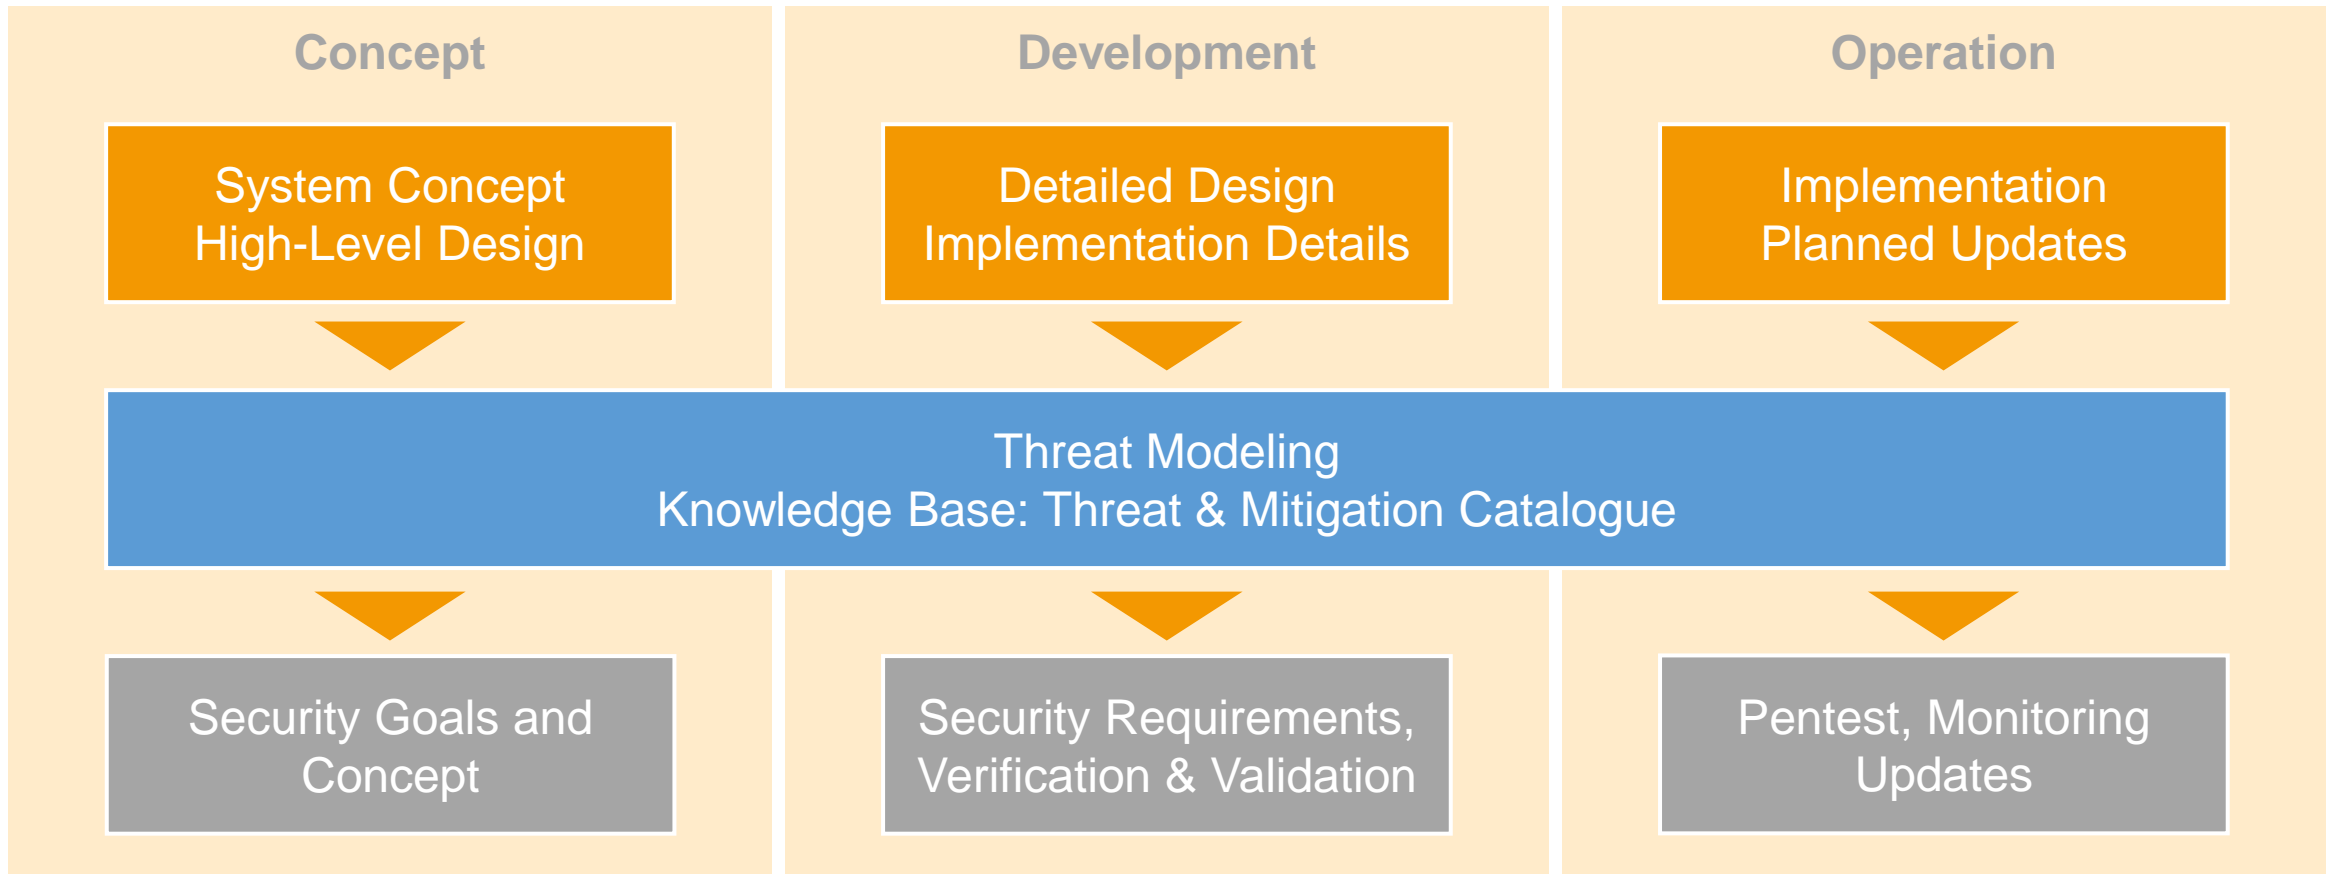 Concept
Development
Operation
System Concept
High-Level Design
Detailed Design
Implementation Details
Implementation
Planned Updates
Threat Modeling
Knowledge Base: Threat & Mitigation Catalogue
Security Goals and
Concept
Security Requirements,
Verification & Validation
Pentest, Monitoring
Updates